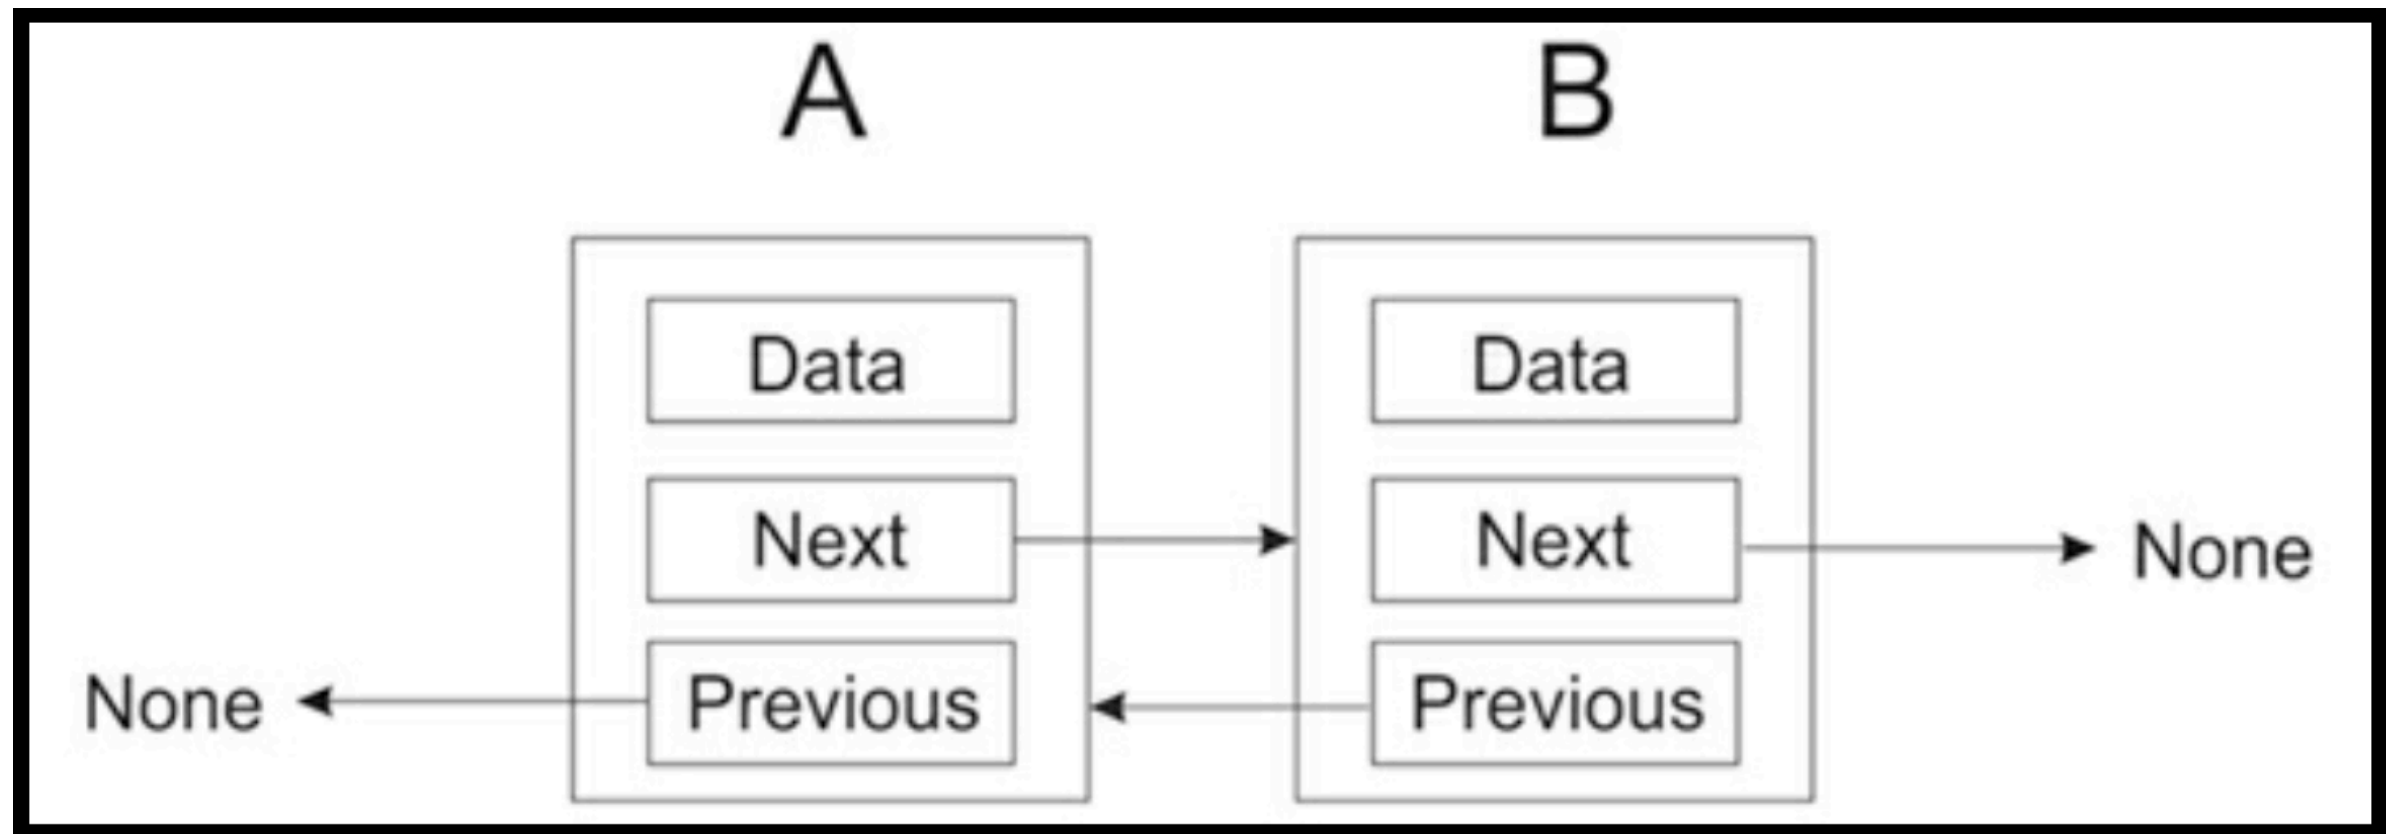 A
B
Data
Data
Next
Next
None
None
Previous
Previous